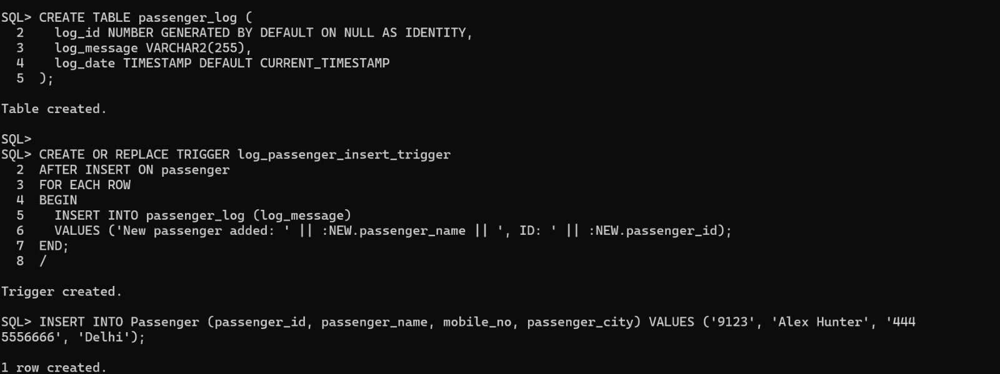 SQL> CREATE TABLE passenger_log (
  2    log_id NUMBER GENERATED BY DEFAULT ON NULL AS IDENTITY,
  3    log_message VARCHAR2(255),
  4    log_date TIMESTAMP DEFAULT CURRENT_TIMESTAMP
  5  );
Table created.
SQL>
SQL> CREATE OR REPLACE TRIGGER log_passenger_insert_trigger
  2  AFTER INSERT ON passenger
  3  FOR EACH ROW
  4  BEGIN
  5    INSERT INTO passenger_log (log_message)
  6    VALUES ('New passenger added: ' || :NEW.passenger_name || ', ID: ' || :NEW.passenger_id);
  7  END;
  8  /
Trigger created.
SQL> INSERT INTO Passenger (passenger_id, passenger_name, mobile_no, passenger_city) VALUES ('9123', 'Alex Hunter', '444
5556666', 'Delhi');
1 row created.